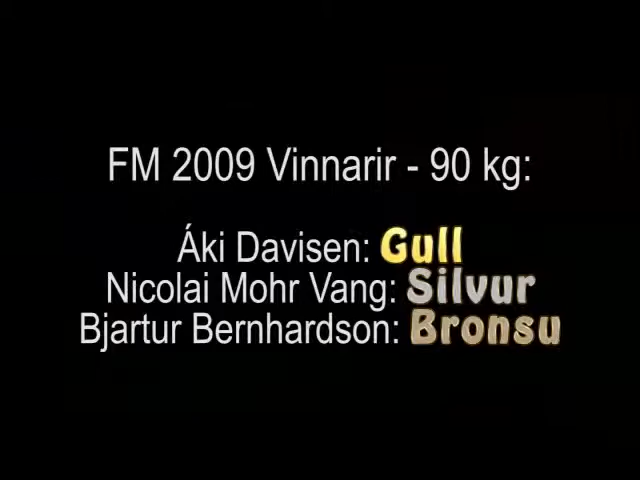 FM 2009 Vinnarir - 90 kg:
Áki Davisen: Gull
Nicolai Mohr Vang: Silvur
Bjartur Bernhardson: Bronsu